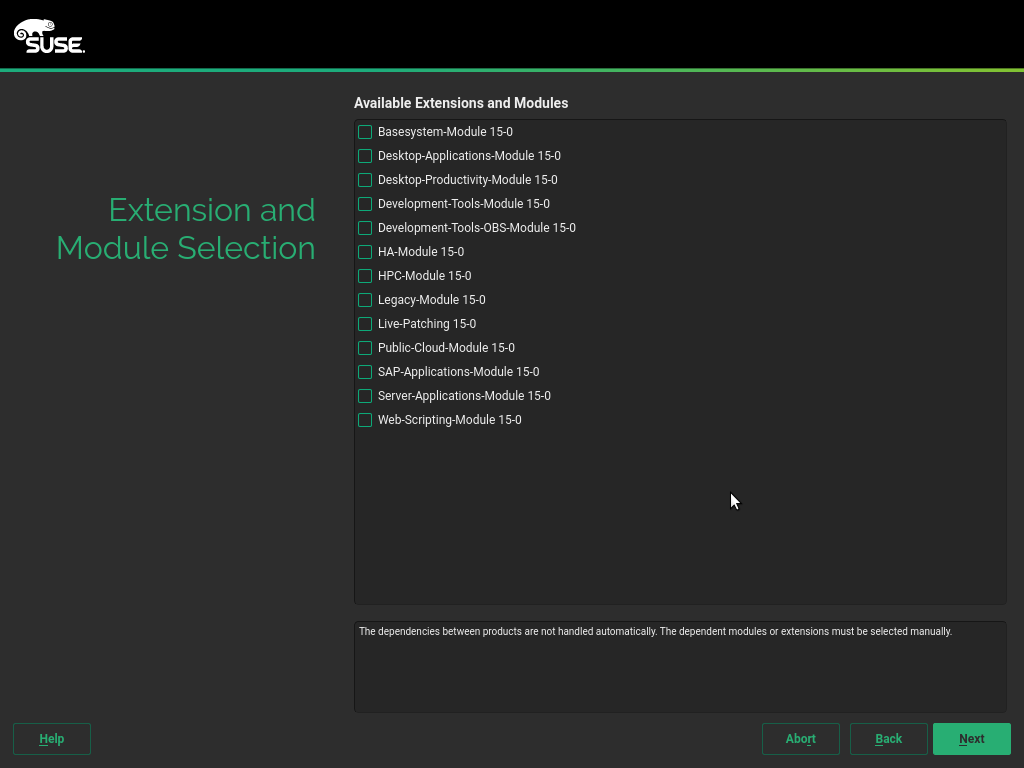 SUSE
Available Extensions and Modules
Basesystem-Module 15-0
Desktop-Applications-Module 15-0
Desktop-Productivity-Module 15-0
Development-Tools-Module 15-0
Development-Tools-OBS-Module 15-0
HA-Module 15-0
HPC-Module 15-0
Legacy-Module 15-0
Live-Patching 15-0
Public-Cloud-Module 15-0
SAP-Applications-Module 15-0
Server-Applications-Module 15-0
Web-Scripting-Module 15-0
Extension and
Module Selection
The dependencies between products are not handled automatically. The dependent modules or extensions must be selected manually.
Help
Abort
Back
Next